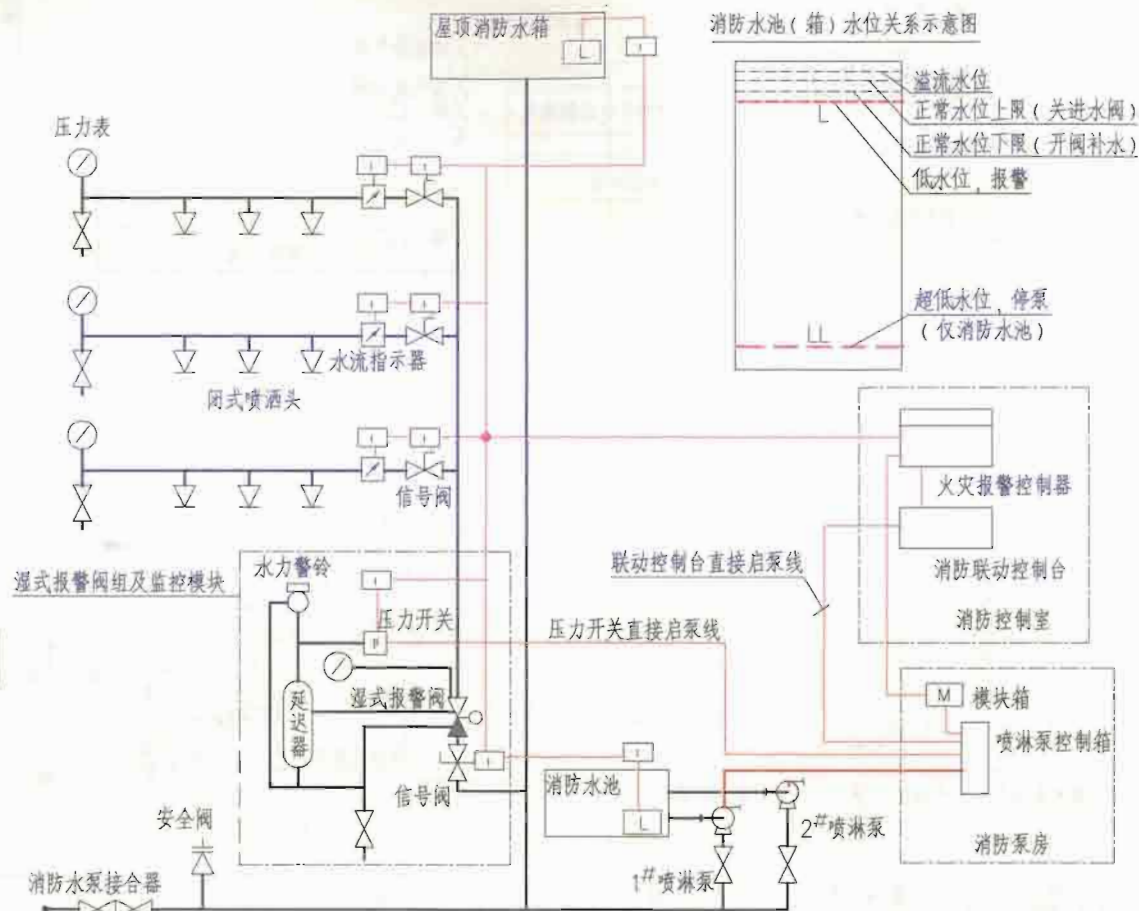 屋顶消防水箱
L
I
消防水池(箱)水位关系示意图
溢流水位
正常水位上限(关进水阀)
L
正常水位下限(开阀补水)
低水位,报警
超低水位,停泵
LL
(仅消防水池)
压力表
I I
I I
水流指示器
闭式喷洒头
I I
信号阀
火灾报警控制器
消防联动控制台
消防控制室
联动控制台直接启泵线
湿式报警阀组及监控模块
水力警铃
I
压力开关
P
压力开关直接启泵线
湿式报警阀
延迟器
I
信号阀
M
模块箱
喷淋泵控制箱
消防泵房
I
消防水池
L
2#喷淋泵
1#喷淋泵
安全阀
消防水泵接合器